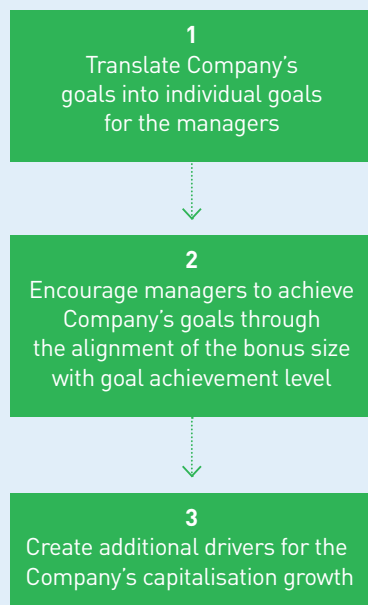 1
Translate Company’s
goals into individual goals
for the managers
2
Encourage managers to achieve
Company’s goals through
the alignment of the bonus size
with goal achievement level
3
Create additional drivers for the
Company’s capitalisation growth